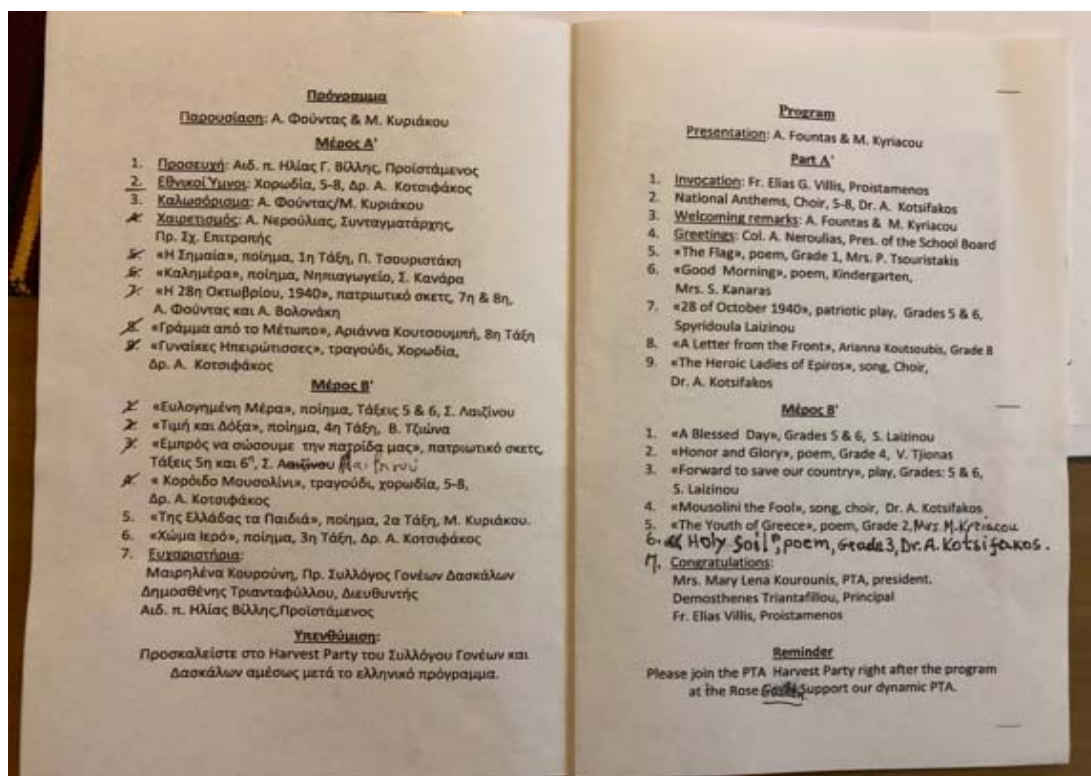 Πρόγραμμα
Παρουσίαση: Α. Φούντας & Μ. Κυριάκου
Μέρος Α'
1. Προσευχή: Αιδ. π. Ηλίας Γ. Βίλλης, Προϊστάμενος
2. Εθνικοί Ύμνοι: Χορωδία, 5-8, Δρ. Α. Κοτσιφάκος
3. Καλωσόρισμα: Α. Φούντας/Μ. Κυριάκου
4. Χαιρετισμός: Α. Νερούλιας, Συνταγματάρχης,
Πρ. Σχ. Επιτροπής
5. «Η Σημαία», ποίημα, 1η Τάξη, Π. Τσουριστάκη
6. «Καλημέρα», ποίημα, Νηπιαγωγείο, Σ. Κανάρα
7. «Η 28η Οκτωβρίου, 1940», πατριωτικό σκετς, 7η & 8η,
Α. Φούντας και Α. Βολονάκη
8. «Γράμμα από το Μέτωπο», Αριάννα Κουτσουμπή, 8η Τάξη
9. «Γυναίκες Ηπειρώτισσες», τραγούδι, Χορωδία,
Δρ. Α. Κοτσιφάκος
Μέρος Β'
1. «Ευλογημένη Μέρα», ποίημα, Τάξεις 5 & 6, Σ. Λαιζίνου
2. «Τιμή και Δόξα», ποίημα, 4η Τάξη, Β. Τζιώνα
3. «Εμπρός να σώσουμε την πατρίδα μας», πατριωτικό σκετς,
Τάξεις 5η και 6η, Σ. Λαιζίνου
4. « Κορόιδο Μουσολίνι», τραγούδι, χορωδία, 5-8,
Δρ. Α. Κοτσιφάκος
5. «Της Ελλάδας τα Παιδιά», ποίημα, 2α Τάξη, Μ. Κυριάκου.
6. «Χώμα Ιερό», ποίημα, 3η Τάξη, Δρ. Α. Κοτσιφάκος
7. Ευχαριστήρια:
Μαιρηλένα Κουρούνη, Πρ. Συλλόγος Γονέων Δασκάλων
Δημοσθένης Τριανταφύλλου, Διευθυντής
Αιδ. π. Ηλίας Βίλλης,Προϊστάμενος
Υπενθύμιση:
Προσκαλείστε στο Harvest Party του Συλλόγου Γονέων και
Δασκάλων αμέσως μετά το ελληνικό πρόγραμμα.
Program
Presentation: A. Fountas & M. Kyriacou
Part A'
1. Invocation: Fr. Elias G. Villis, Proistamenos
2. National Anthems, Choir, 5-8, Dr. A. Kotsifakos
3. Welcoming remarks: A. Fountas & M. Kyriacou
4. Greetings: Col. A. Neroulias, Pres. of the School Board
5. «The Flag», poem, Grade 1, Mrs. P. Tsouristakis
6. «Good Morning», poem, Kindergarten,
Mrs. S. Kanaras
7. «28 of October 1940», patriotic play, Grades 5 & 6,
Spyridoula Laizinou
8. «A Letter from the Front», Arianna Koutsoubis, Grade 8
9. «The Heroic Ladies of Epiros», song, Choir,
Dr. A. Kotsifakos
Μέρος Β'
1. «A Blessed Day», Grades 5 & 6, S. Laizinou
2. «Honor and Glory», poem, Grade 4, V. Tjionas
3. «Forward to save our country», play, Grades: 5 & 6,
S. Laizinou
4. «Mousolini the Fool», song, choir, Dr. A. Kotsifakos
5. «The Youth of Greece», poem, Grade 2, Mrs. M. Kyriacou
6. « Holy Soil", poem, Grade 3, Dr. A. Kotsifakos.
7. Congratulations:
Mrs. Mary Lena Kourounis, PTA, president.
Demosthenes Triantafillou, Principal
Fr. Elias Villis, Proistamenos
Reminder
Please join the PTA Harvest Party right after the program
at the Rose Support our dynamic PTA.